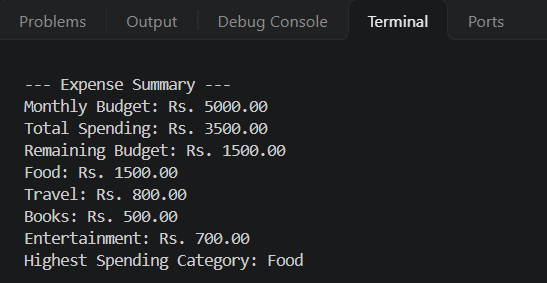 Problems Output Debug Console Terminal Ports
--- Expense Summary ---
Monthly Budget: Rs. 5000.00
Total Spending: Rs. 3500.00
Remaining Budget: Rs. 1500.00
Food: Rs. 1500.00
Travel: Rs. 800.00
Books: Rs. 500.00
Entertainment: Rs. 700.00
Highest Spending Category: Food